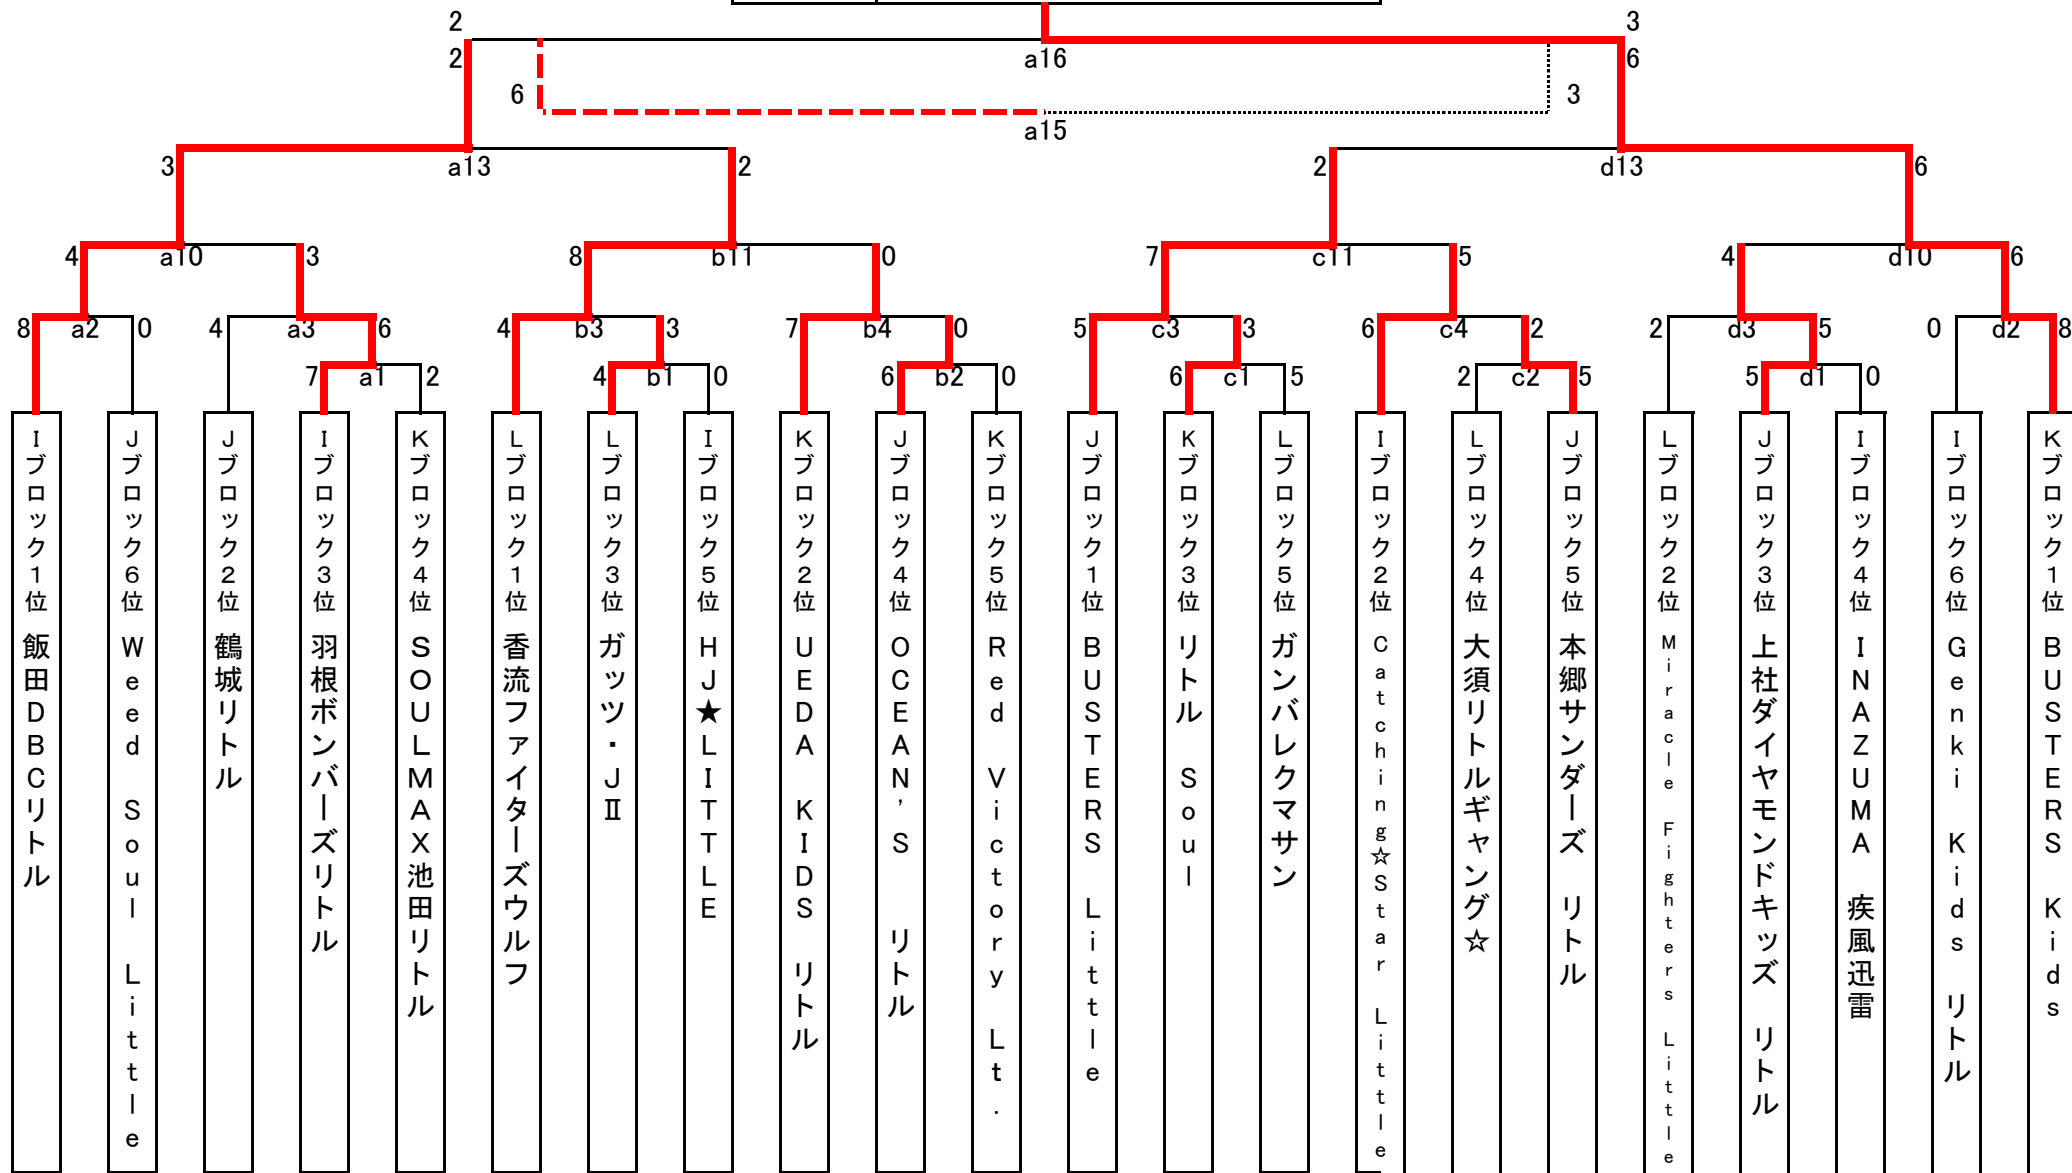 2 3
2 a16 6
6 3
a15
3 a13 2 2 d13 6
4 a10 3 8 b11 0 7 c11 5 4 d10 6
8 a2 0 4 a3 6 4 b3 3 7 b4 0 5 c3 3 6 c4 2 2 d3 5 0 d2 8
7 a1 2 4 b1 0 6 b2 0 6 c1 5 2 c2 5 5 d1 0
Iブロック1位 飯田DBCリトル
Jブロック6位 Weed Soul Little
Jブロック2位 鶴城リトル
Iブロック3位 羽根ボンバーズリトル
Kブロック4位 SOULMAX池田リトル
Lブロック1位 香流ファイターズウルフ
Lブロック3位 ガッツ・JⅡ
Iブロック5位 HJ★LITTLE
Kブロック2位 UEDA KIDS リトル
Jブロック4位 OCEAN'S リトル
Kブロック5位 Red Victory Lt.
Jブロック1位 BUSTERS Little
Kブロック3位 リトル Soul
Lブロック5位 ガンバレクマサン
Iブロック2位 Catching☆Star Little
Lブロック4位 大須リトルギャング☆
Jブロック5位 本郷サンダーズ リトル
Lブロック2位 Miracle Fighters Little
Jブロック3位 上社ダイヤモンドキッズ リトル
Iブロック4位 INAZUMA 疾風迅雷
Iブロック6位 Genki Kids リトル
Kブロック1位 BUSTERS Kids